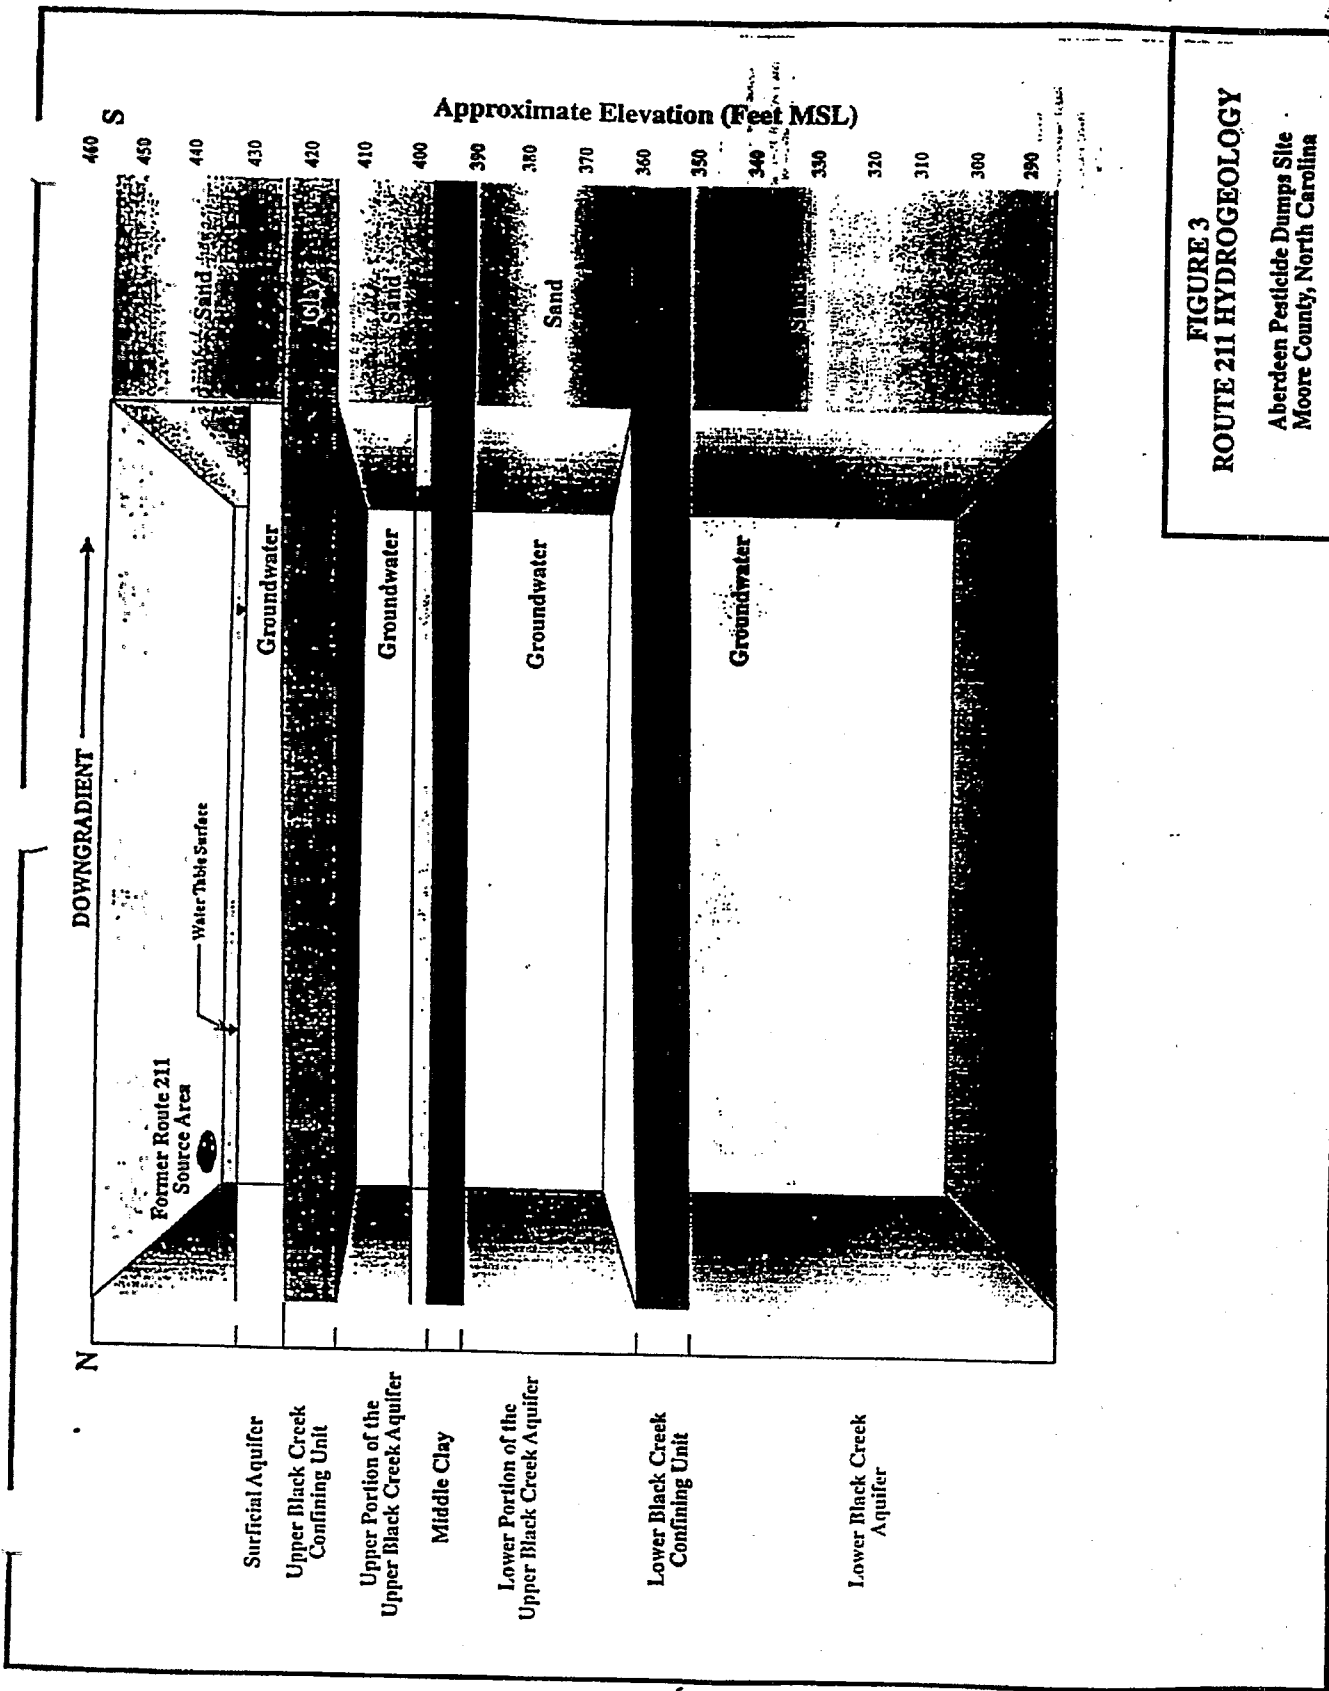 N
S
DOWNGRADIENT
Former Route 211
Source Area
Water Table Surface
Groundwater
Groundwater
Groundwater
Groundwater
Sand
Clay
Sand
Sand
Approximate Elevation (Feet MSL)
460
450
440
430
420
410
400
390
380
370
360
350
340
330
320
310
300
290
Surficial Aquifer
Upper Black Creek
Confining Unit
Upper Portion of the
Upper Black Creek Aquifer
Middle Clay
Lower Portion of the
Upper Black Creek Aquifer
Lower Black Creek
Confining Unit
Lower Black Creek
Aquifer
FIGURE 3
ROUTE 211 HYDROGEOLOGY
Aberdeen Pesticide Dumps Site
Moore County, North Carolina